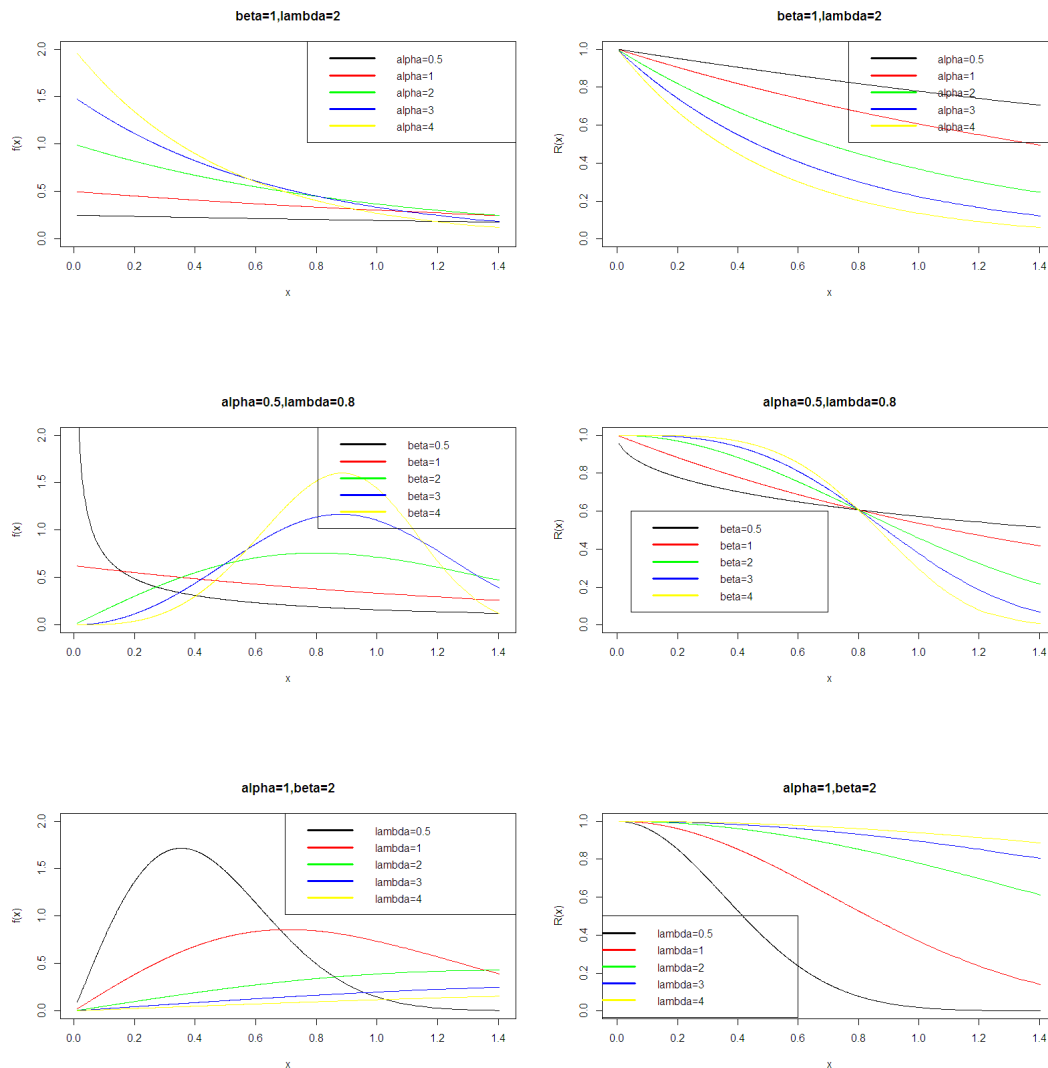 beta=1,lambda=2
f(x)
0.0 0.5 1.0 1.5 2.0
alpha=0.5
alpha=1
alpha=2
alpha=3
alpha=4
0.0 0.2 0.4 0.6 0.8 1.0 1.2 1.4
x
beta=1,lambda=2
R(x)
0.0 0.2 0.4 0.6 0.8 1.0
alpha=0.5
alpha=1
alpha=2
alpha=3
alpha=4
0.0 0.2 0.4 0.6 0.8 1.0 1.2 1.4
x
alpha=0.5,lambda=0.8
f(x)
0.0 0.5 1.0 1.5 2.0
beta=0.5
beta=1
beta=2
beta=3
beta=4
0.0 0.2 0.4 0.6 0.8 1.0 1.2 1.4
x
alpha=0.5,lambda=0.8
R(x)
0.0 0.2 0.4 0.6 0.8 1.0
beta=0.5
beta=1
beta=2
beta=3
beta=4
0.0 0.2 0.4 0.6 0.8 1.0 1.2 1.4
x
alpha=1,beta=2
f(x)
0.0 0.5 1.0 1.5 2.0
lambda=0.5
lambda=1
lambda=2
lambda=3
lambda=4
0.0 0.2 0.4 0.6 0.8 1.0 1.2 1.4
x
alpha=1,beta=2
R(x)
0.0 0.2 0.4 0.6 0.8 1.0
lambda=0.5
lambda=1
lambda=2
lambda=3
lambda=4
0.0 0.2 0.4 0.6 0.8 1.0 1.2 1.4
x